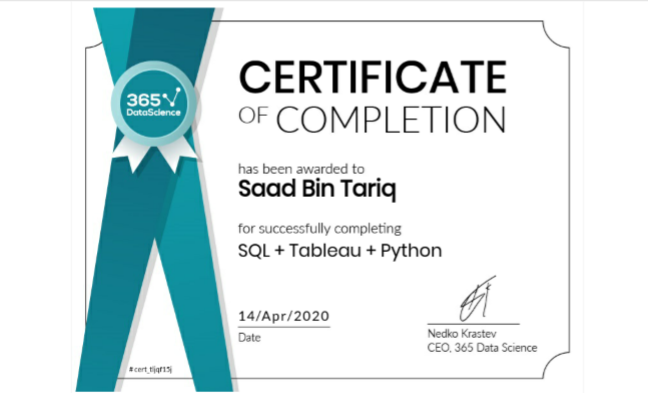 365
DataScience
CERTIFICATE
OF COMPLETION
has been awarded to
Saad Bin Tariq
for successfully completing
SQL + Tableau + Python
14/Apr/2020
Date
Nedko Krastev
CEO, 365 Data Science